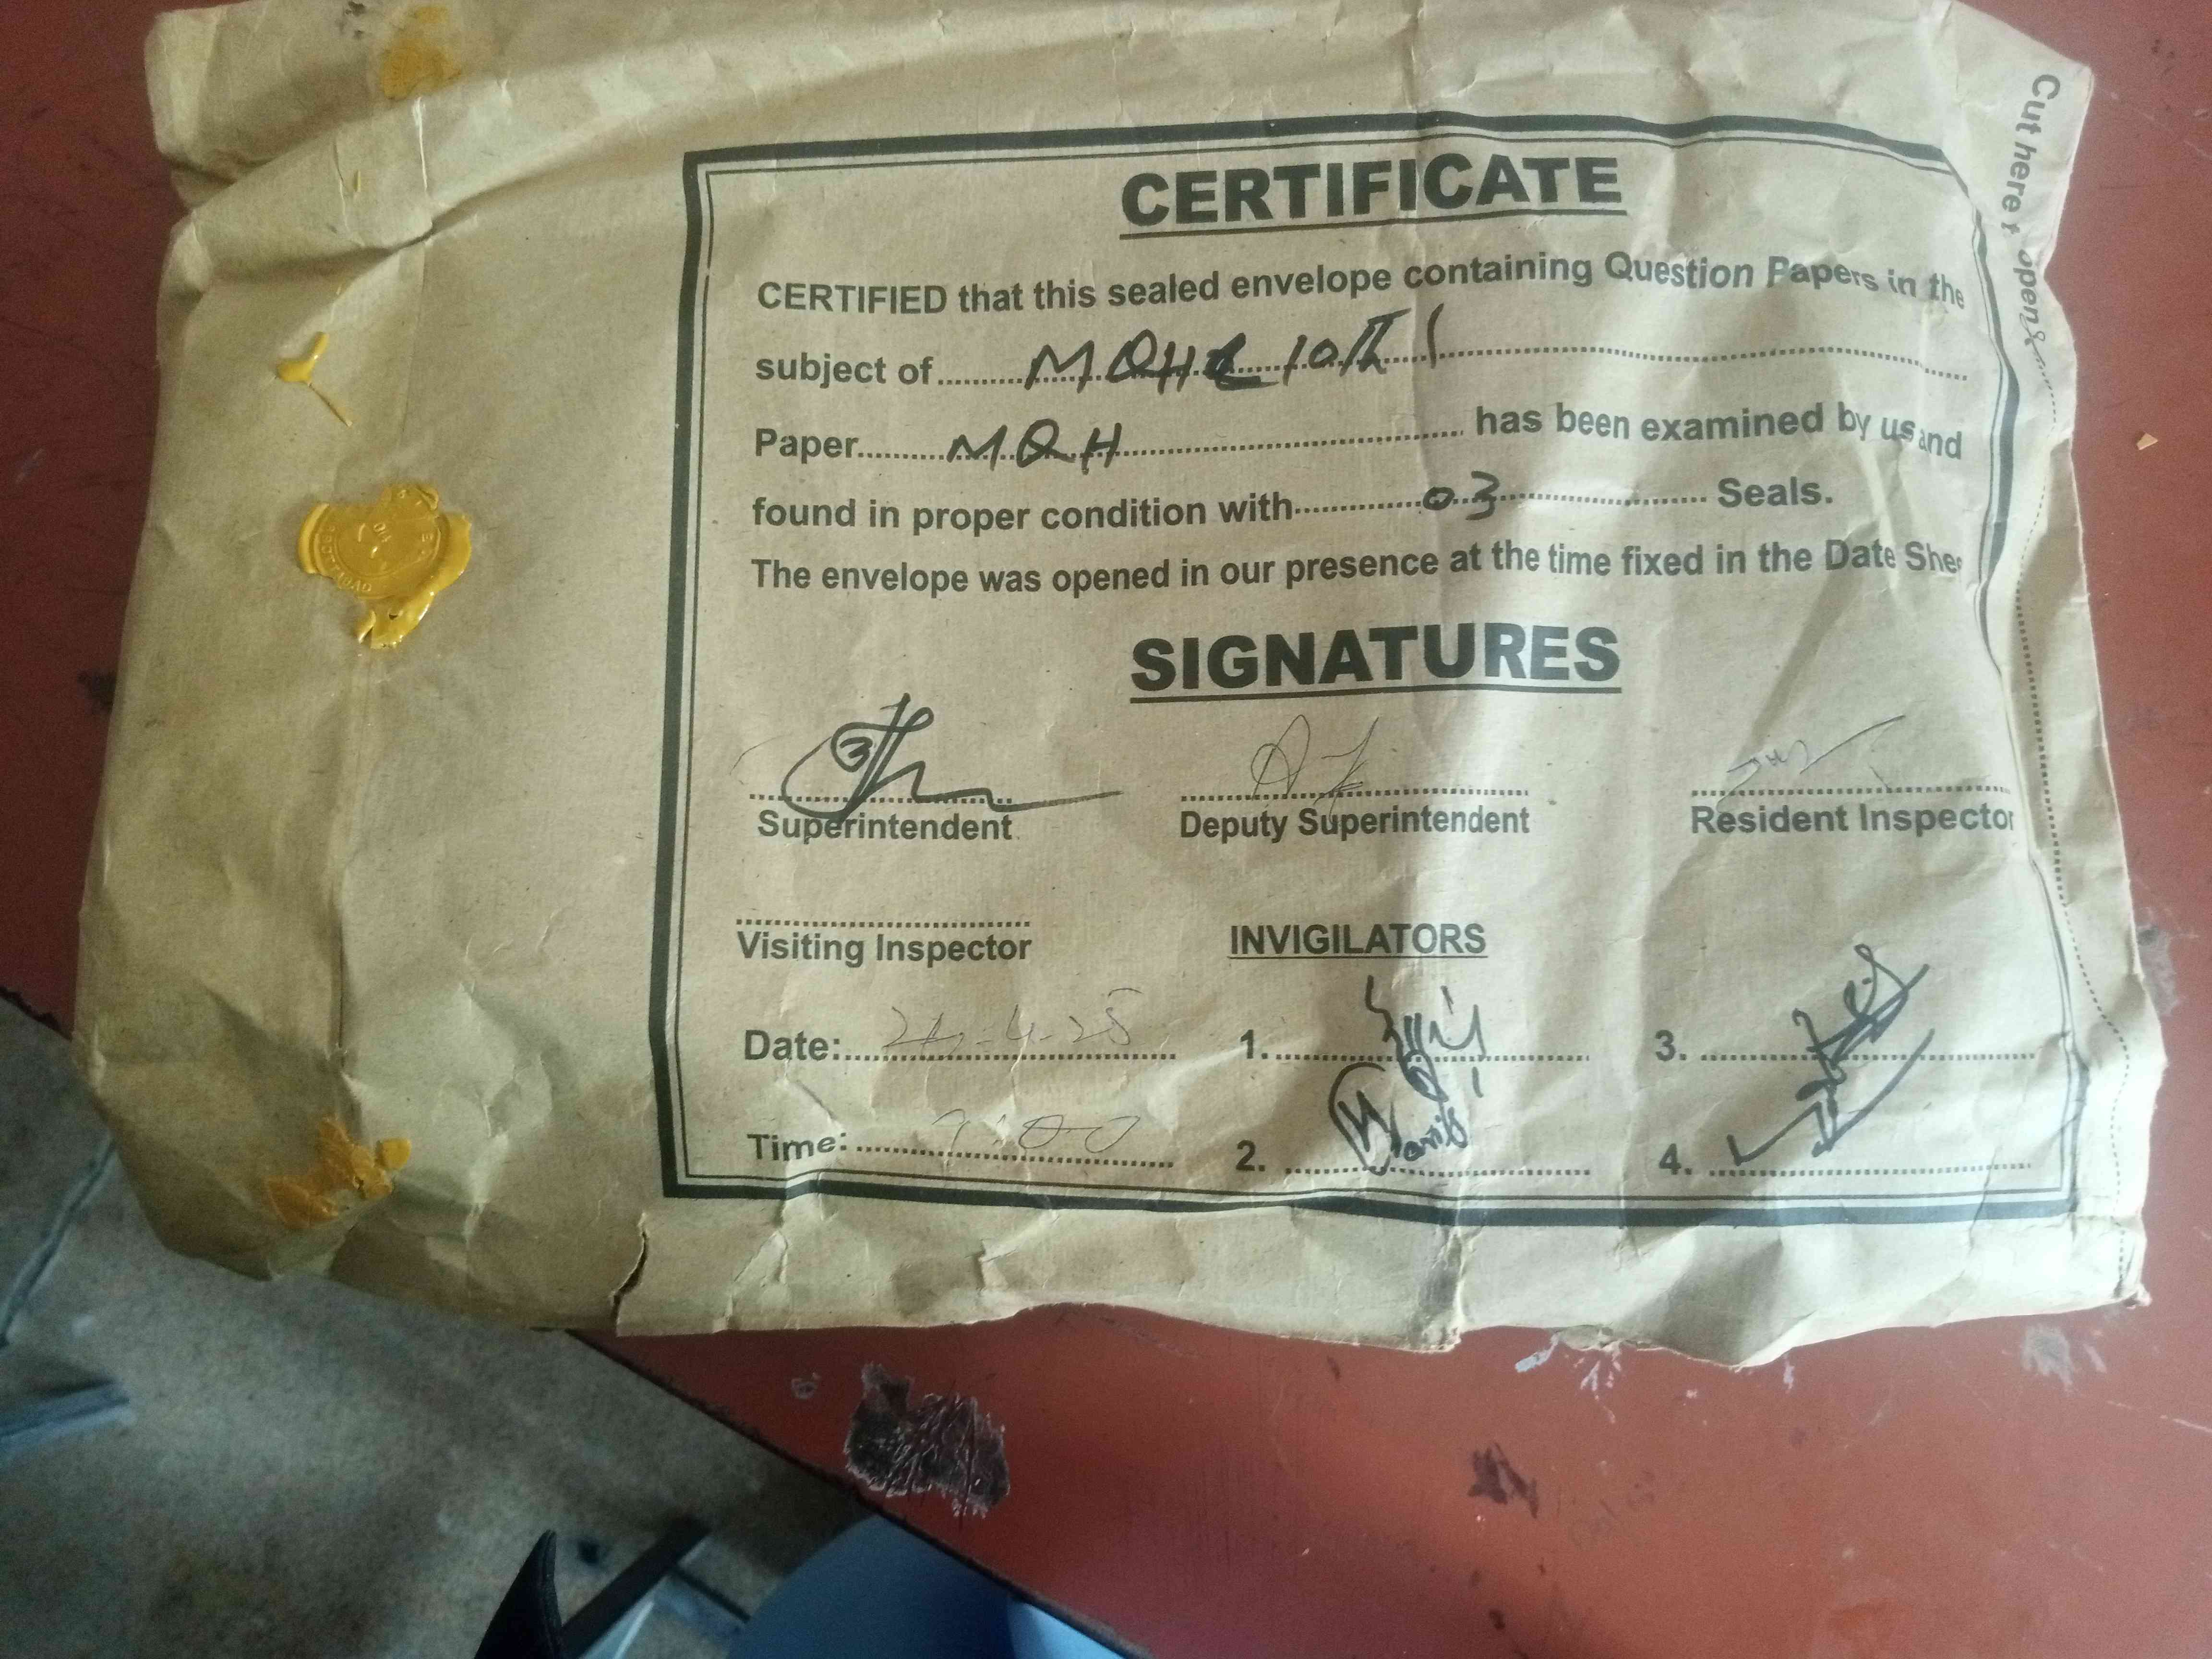 CERTIFICATE
CERTIFIED that this sealed envelope containing Question Papers in the
subject of
Paper M Q H has been examined by us and
found in proper condition with 03 Seals.
The envelope was opened in our presence at the time fixed in the Date Shee
SIGNATURES
Superintendent
Deputy Superintendent
Resident Inspector
Visiting Inspector
INVIGILATORS
Date:
1.
3.
Time:
2.
4.
Cut here